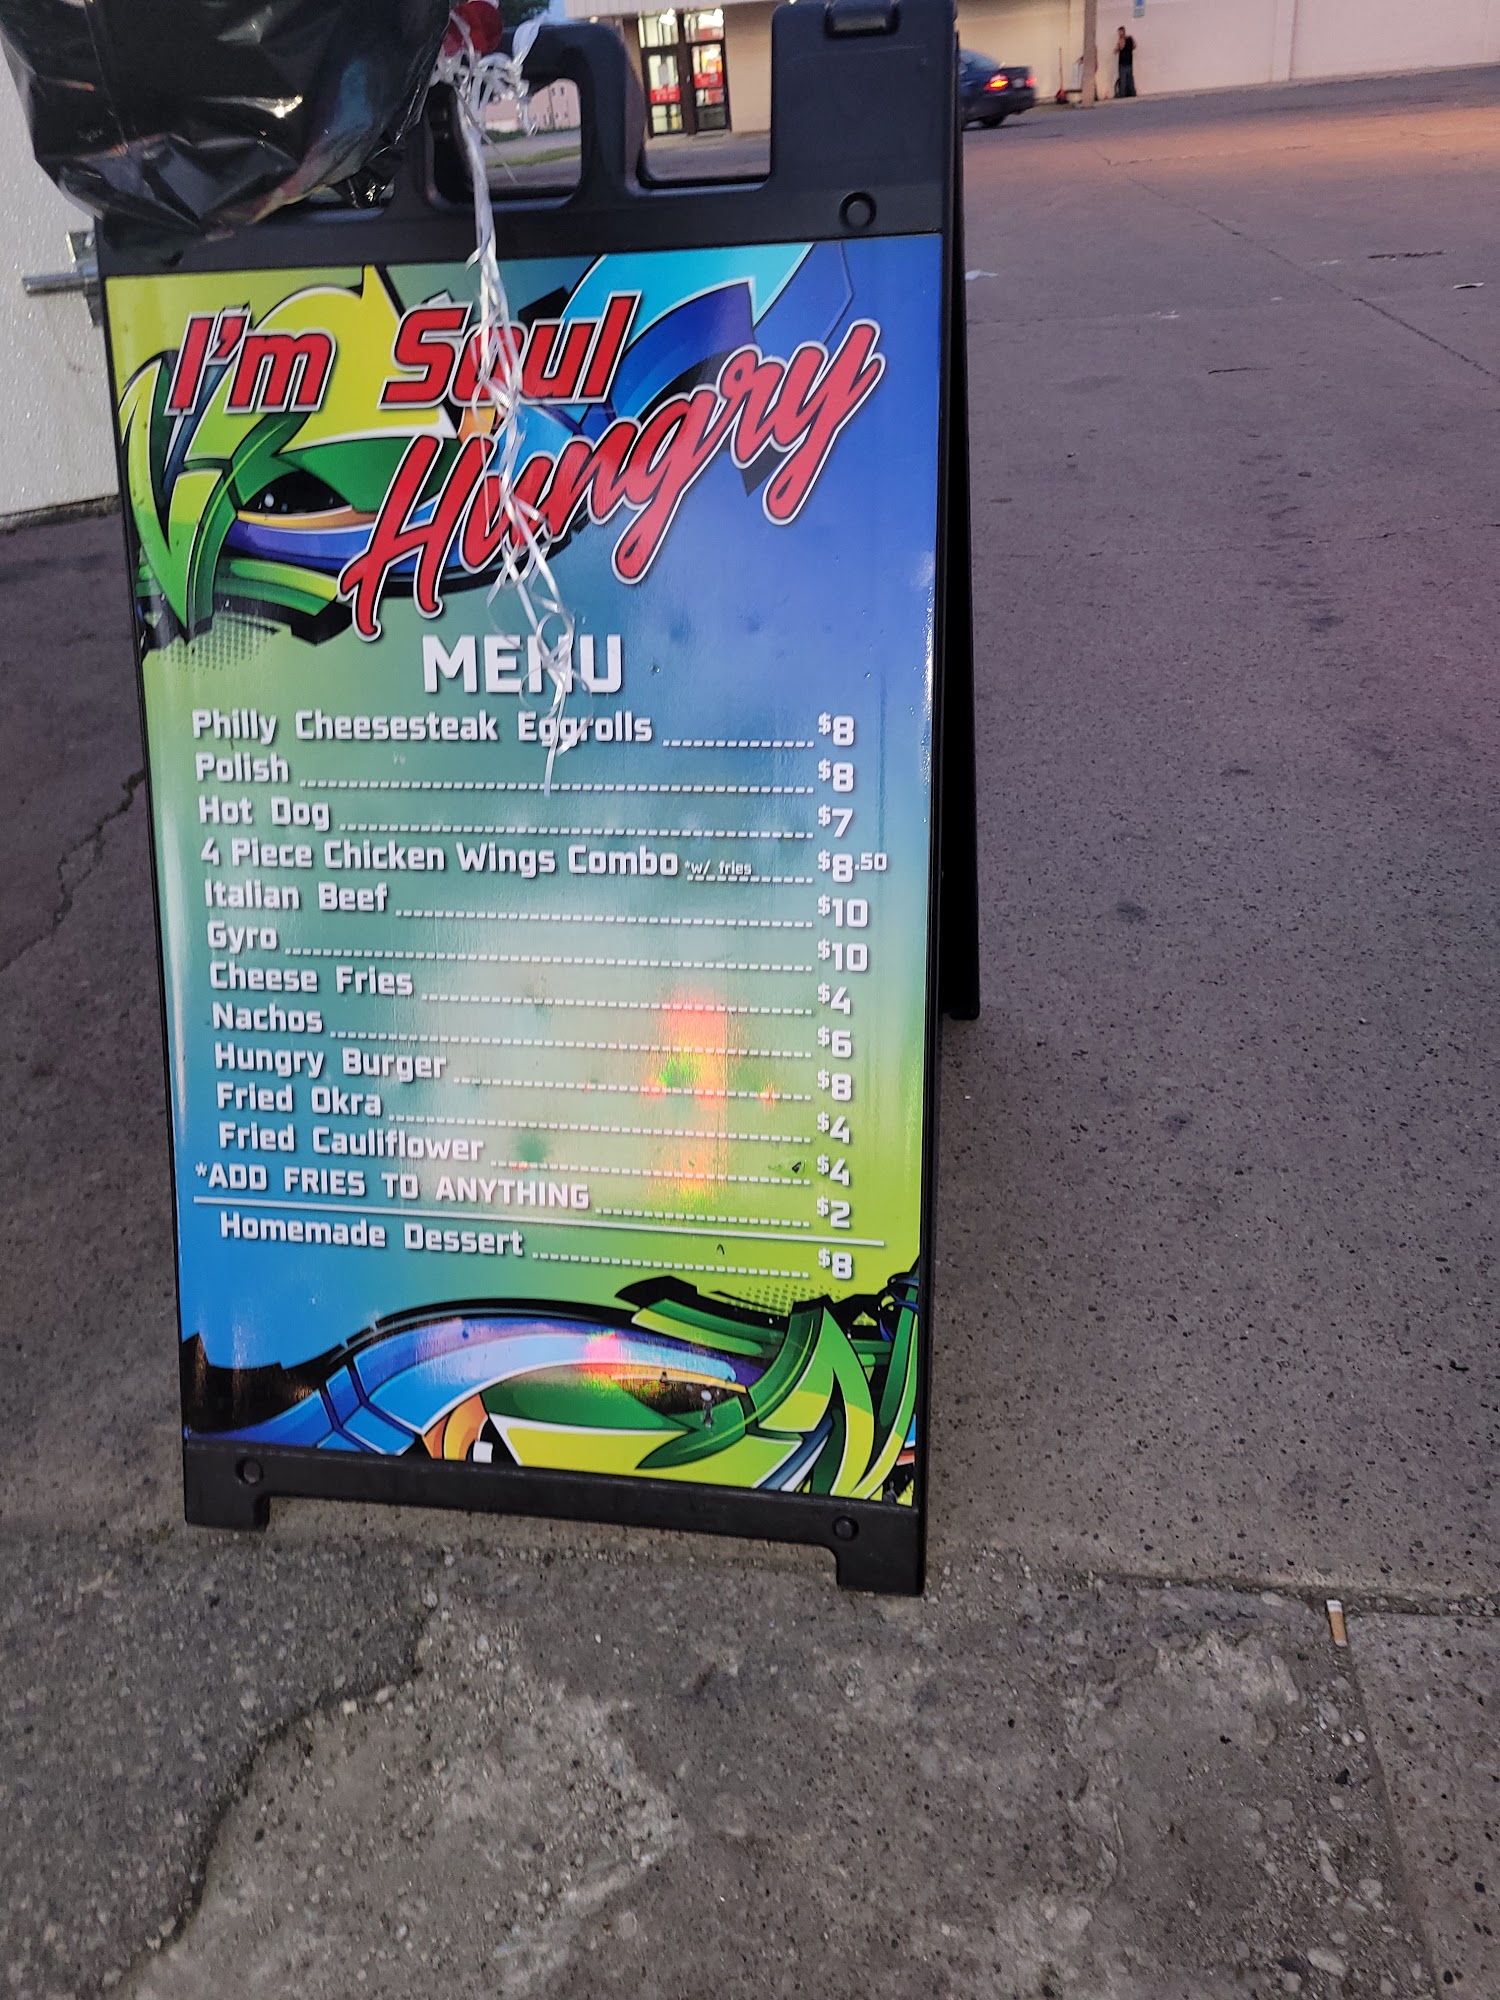 I'm Soul
Hungry
MENU
Philly Cheesesteak Eggrolls $8
Polish $8
Hot Dog $7
4 Piece Chicken Wings Combo *w/ fries $8.50
Italian Beef $10
Gyro $10
Cheese Fries $4
Nachos $6
Hungry Burger $8
Fried Okra $4
Fried Cauliflower $4
*ADD FRIES TO ANYTHING $2
Homemade Dessert $8